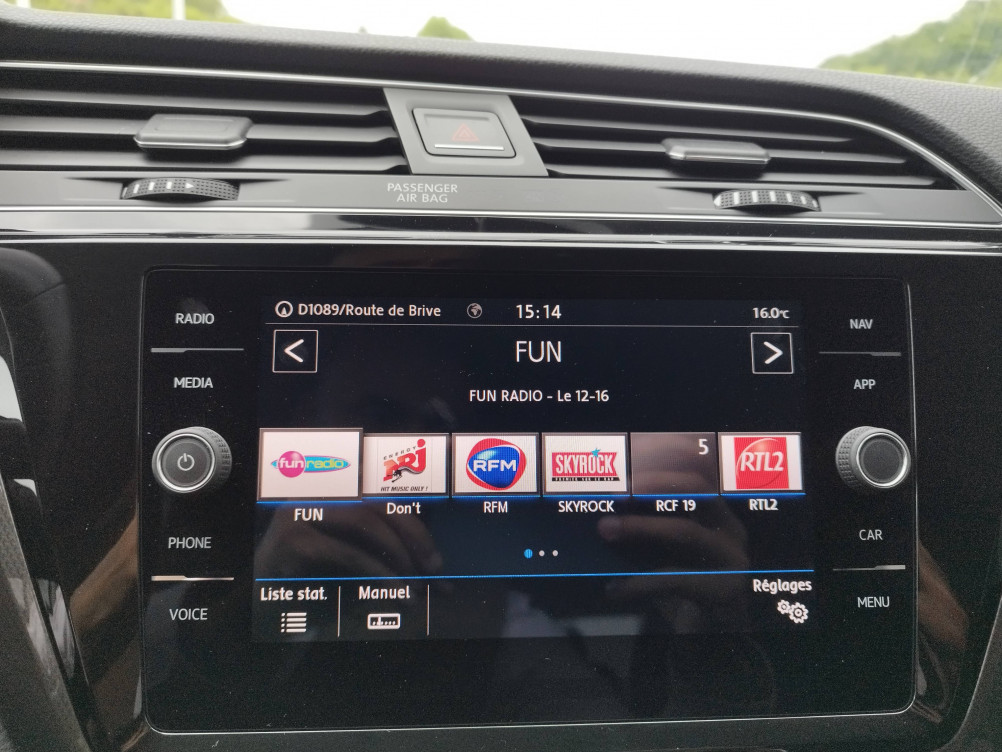 PASSENGER
AIR BAG
RADIO
MEDIA
PHONE
VOICE
D1089/Route de Brive
15:14
16.0°C
<
FUN
>
FUN RADIO - Le 12-16
fun radio
ENERGY
NRJ
HIT MUSIC ONLY !
RFM
SKYROCK
5
RTL2
FUN
Don't
RFM
SKYROCK
RCF 19
RTL2
Liste stat.
Manuel
Réglages
NAV
APP
CAR
MENU